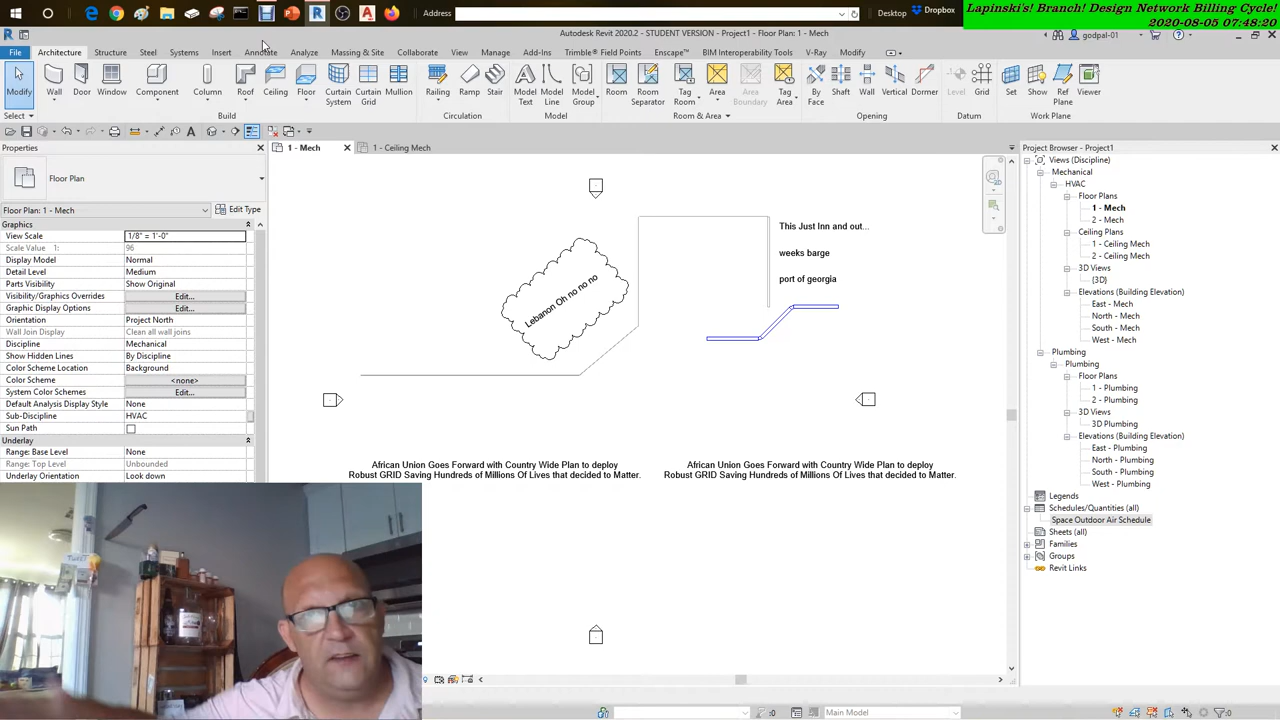 Address
Desktop
Dropbox
Lapinski's! Branch! Design Network Billing Cycle!
2020-08-05 07:48:20
Autodesk Revit 2020.2 - STUDENT VERSION - Project1 - Floor Plan: 1 - Mech
godpal-01
File Architecture Structure Steel Systems Insert Annotate Analyze Massing & Site Collaborate View Manage Add-Ins Trimble® Field Points Enscape™ BIM Interoperability Tools V-Ray Modify
Modify Wall Door Window Component Column Roof Ceiling Floor Curtain System Curtain Grid Mullion Railing Ramp Stair Model Text Model Line Model Group Room Room Separator Tag Room Area Area Boundary Tag Area By Face Shaft Wall Vertical Dormer Level Grid Set Show Ref Plane Viewer
Select Build Circulation Model Room & Area Opening Datum Work Plane
Properties
1 - Mech
1 - Ceiling Mech
Project Browser - Project1
Floor Plan
Floor Plan: 1 - Mech
Edit Type
Graphics
View Scale 1/8" = 1'-0"
Scale Value 1: 96
Display Model Normal
Detail Level Medium
Parts Visibility Show Original
Visibility/Graphics Overrides Edit...
Graphic Display Options Edit...
Orientation Project North
Wall Join Display Clean all wall joins
Discipline Mechanical
Show Hidden Lines By Discipline
Color Scheme Location Background
Color Scheme <none>
System Color Schemes Edit...
Default Analysis Display Style None
Sub-Discipline HVAC
Sun Path
Underlay
Range: Base Level None
Range: Top Level Unbounded
Underlay Orientation Look down
Lebanon Oh no no no
This Just Inn and out...
weeks barge
port of georgia
African Union Goes Forward with Country Wide Plan to deploy
Robust GRID Saving Hundreds of Millions Of Lives that decided to Matter.
African Union Goes Forward with Country Wide Plan to deploy
Robust GRID Saving Hundreds of Millions Of Lives that decided to Matter.
Views (Discipline)
Mechanical
HVAC
Floor Plans
1 - Mech
2 - Mech
Ceiling Plans
1 - Ceiling Mech
2 - Ceiling Mech
3D Views
{3D}
Elevations (Building Elevation)
East - Mech
North - Mech
South - Mech
West - Mech
Plumbing
Plumbing
Floor Plans
1 - Plumbing
2 - Plumbing
3D Views
3D Plumbing
Elevations (Building Elevation)
East - Plumbing
North - Plumbing
South - Plumbing
West - Plumbing
Legends
Schedules/Quantities (all)
Space Outdoor Air Schedule
Sheets (all)
Families
Groups
Revit Links
:0
Main Model
:0